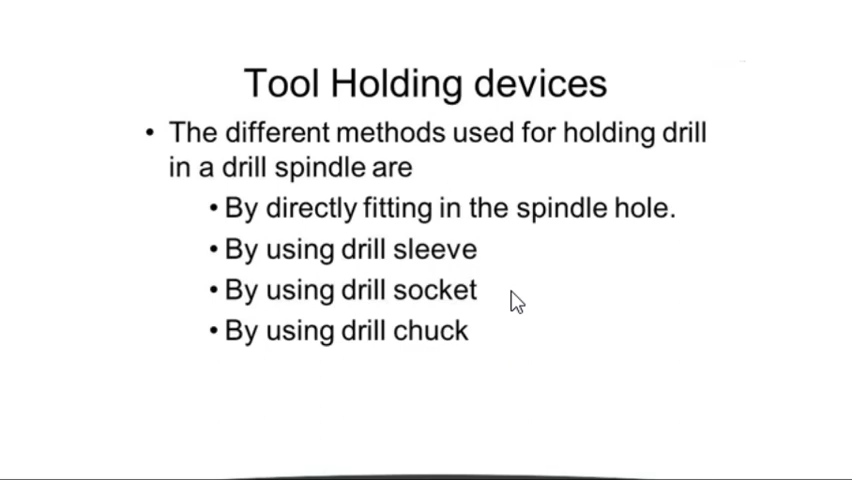 Tool Holding devices
• The different methods used for holding drill
in a drill spindle are
• By directly fitting in the spindle hole.
• By using drill sleeve
• By using drill socket
• By using drill chuck